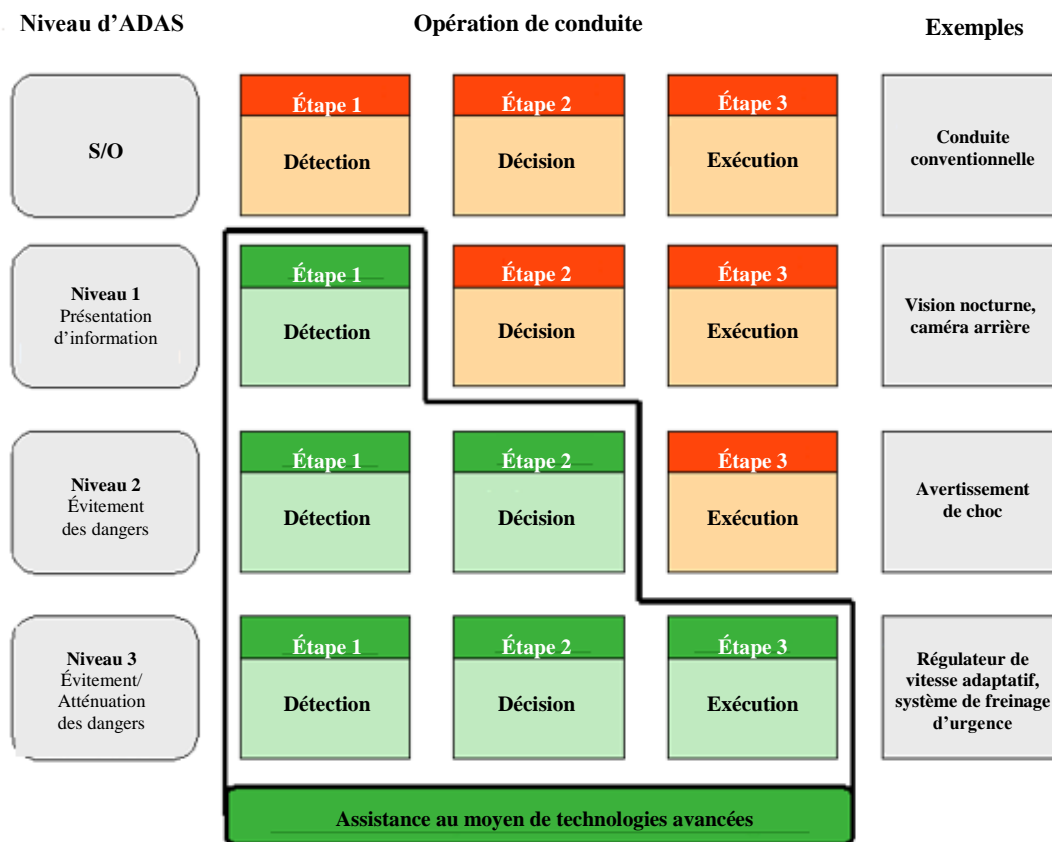 Niveau d’ADAS
Opération de conduite
Exemples
S/O
Étape 1
Détection
Étape 2
Décision
Étape 3
Exécution
Conduite
conventionnelle
Niveau 1
Présentation
d’information
Étape 1
Détection
Étape 2
Décision
Étape 3
Exécution
Vision nocturne,
caméra arrière
Niveau 2
Évitement
des dangers
Étape 1
Détection
Étape 2
Décision
Étape 3
Exécution
Avertissement
de choc
Niveau 3
Évitement/
Atténuation
des dangers
Étape 1
Détection
Étape 2
Décision
Étape 3
Exécution
Régulateur de
vitesse adaptatif,
système de freinage
d’urgence
Assistance au moyen de technologies avancées